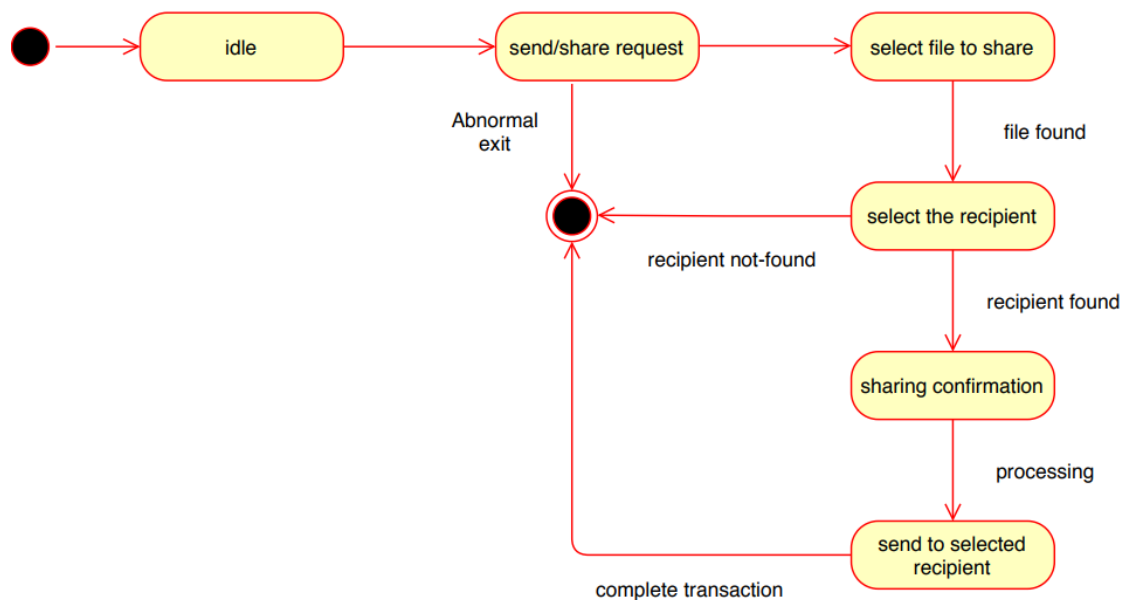 idle
send/share request
select file to share
Abnormal
exit
file found
select the recipient
recipient not-found
recipient found
sharing confirmation
processing
send to selected
recipient
complete transaction